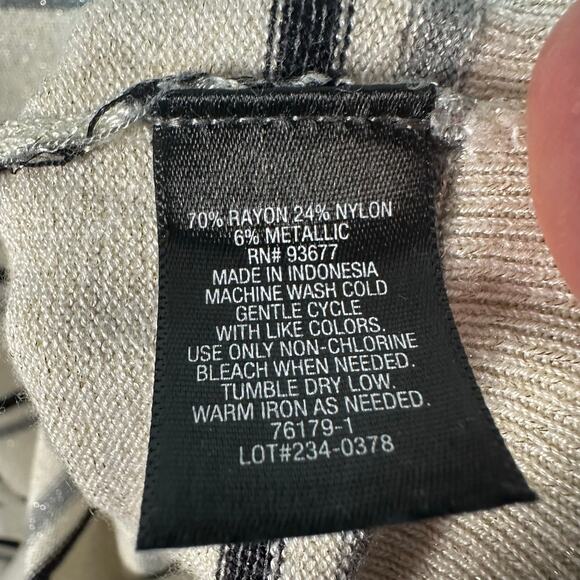 70% RAYON 24% NYLON
6% METALLIC
RN# 93677
MADE IN INDONESIA
MACHINE WASH COLD
GENTLE CYCLE
WITH LIKE COLORS.
USE ONLY NON-CHLORINE
BLEACH WHEN NEEDED.
TUMBLE DRY LOW.
WARM IRON AS NEEDED.
76179-1
LOT#234-0378